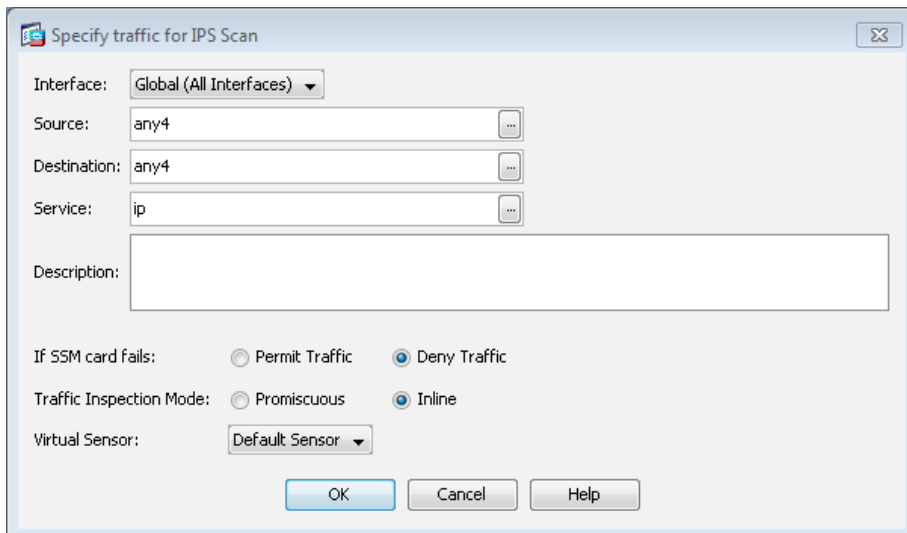 Specify traffic for IPS Scan
Interface: Global (All Interfaces)
Source: any4 ...
Destination: any4 ...
Service: ip ...
Description:
If SSM card fails: Permit Traffic Deny Traffic
Traffic Inspection Mode: Promiscuous Inline
Virtual Sensor: Default Sensor
OK Cancel Help